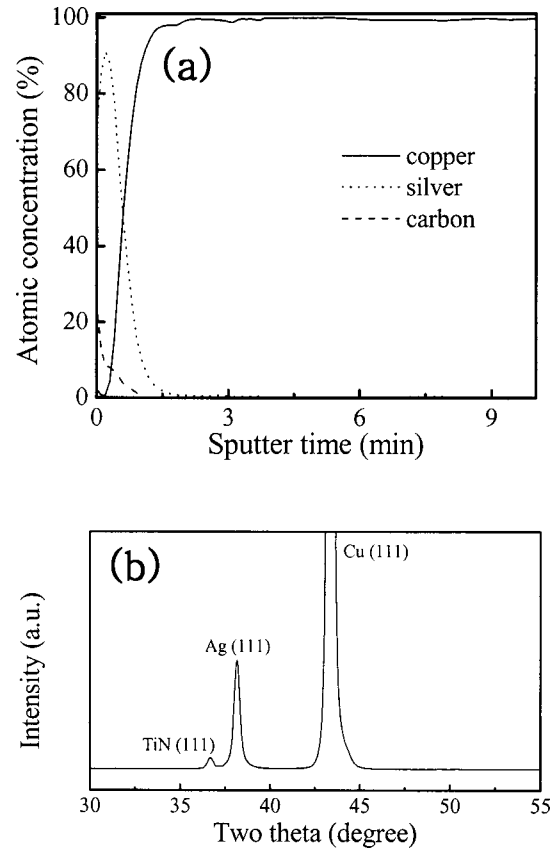 Atomic concentration (%)
100
80
60
40
20
0
(a)
copper
silver
carbon
0 3 6 9
Sputter time (min)
Intensity (a.u.)
(b)
Cu (111)
Ag (111)
TiN (111)
30 35 40 45 50 55
Two theta (degree)